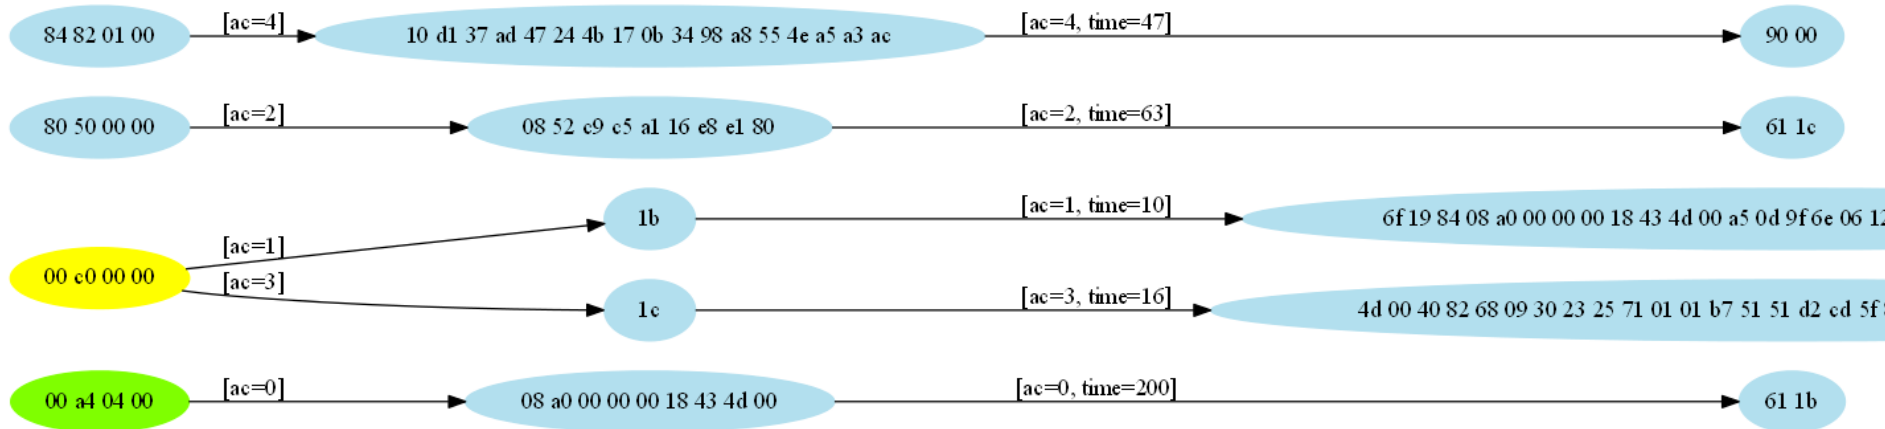 84 82 01 00 [ac=4] 10 d1 37 ad 47 24 4b 17 0b 34 98 a8 55 4e a5 a3 ac [ac=4, time=47] 90 00
80 50 00 00 [ac=2] 08 52 c9 c5 a1 16 e8 e1 80 [ac=2, time=63] 61 1c
1b [ac=1, time=10] 6f 19 84 08 a0 00 00 00 18 43 4d 00 a5 0d 9f 6e 06 12
[ac=1]
00 c0 00 00
[ac=3]
1c [ac=3, time=16] 4d 00 40 82 68 09 30 23 25 71 01 01 b7 51 51 d2 cd 5f
00 a4 04 00 [ac=0] 08 a0 00 00 00 18 43 4d 00 [ac=0, time=200] 61 1b